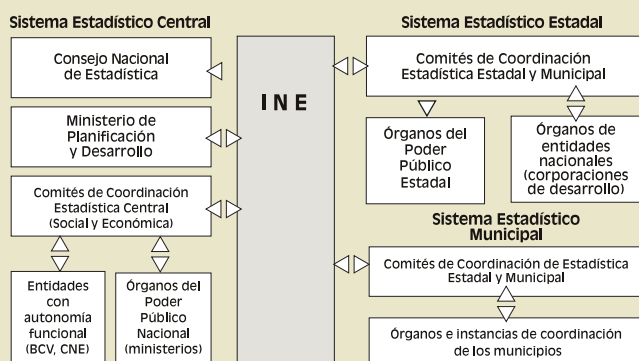 Sistema Estadístico Central
Consejo Nacional
de Estadística
Ministerio de
Planificación
y Desarrollo
Comités de Coordinación
Estadística Central
(Social y Económica)
Entidades
con
autonomía
funcional
(BCV, CNE)
Órganos del
Poder
Público
Nacional
(ministerios)
INE
Sistema Estadístico Estadal
Comités de Coordinación
Estadística Estadal y Municipal
Órganos del
Poder
Público
Estadal
Órganos de
entidades
nacionales
(corporaciones
de desarrollo)
Sistema Estadístico
Municipal
Comités de Coordinación de Estadística
Estadal y Municipal
Órganos e instancias de coordinación
de los municipios